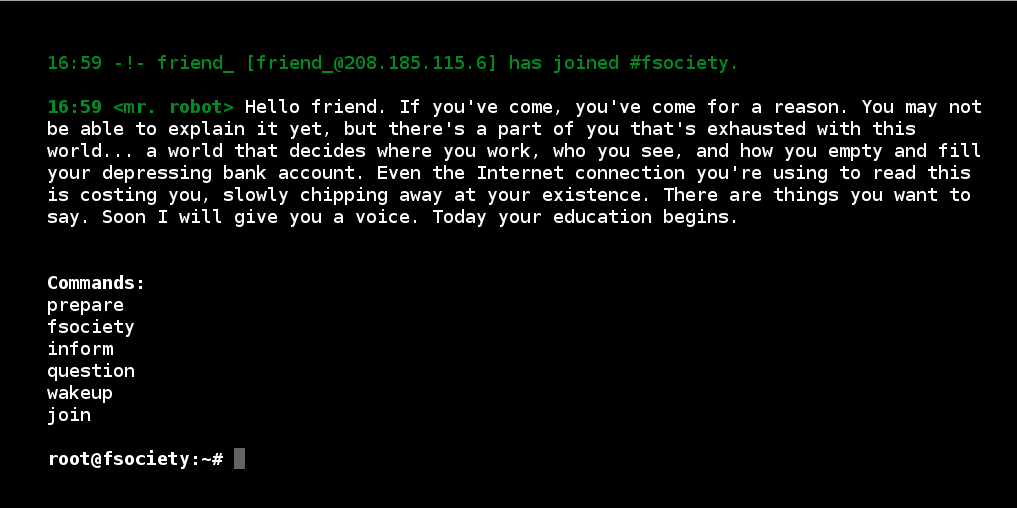 16:59 -!- friend_ [friend_@208.185.115.6] has joined #fsociety.
16:59 <mr. robot> Hello friend. If you've come, you've come for a reason. You may not
be able to explain it yet, but there's a part of you that's exhausted with this
world... a world that decides where you work, who you see, and how you empty and fill
your depressing bank account. Even the Internet connection you're using to read this
is costing you, slowly chipping away at your existence. There are things you want to
say. Soon I will give you a voice. Today your education begins.
Commands:
prepare
fsociety
inform
question
wakeup
join
root@fsociety:~#